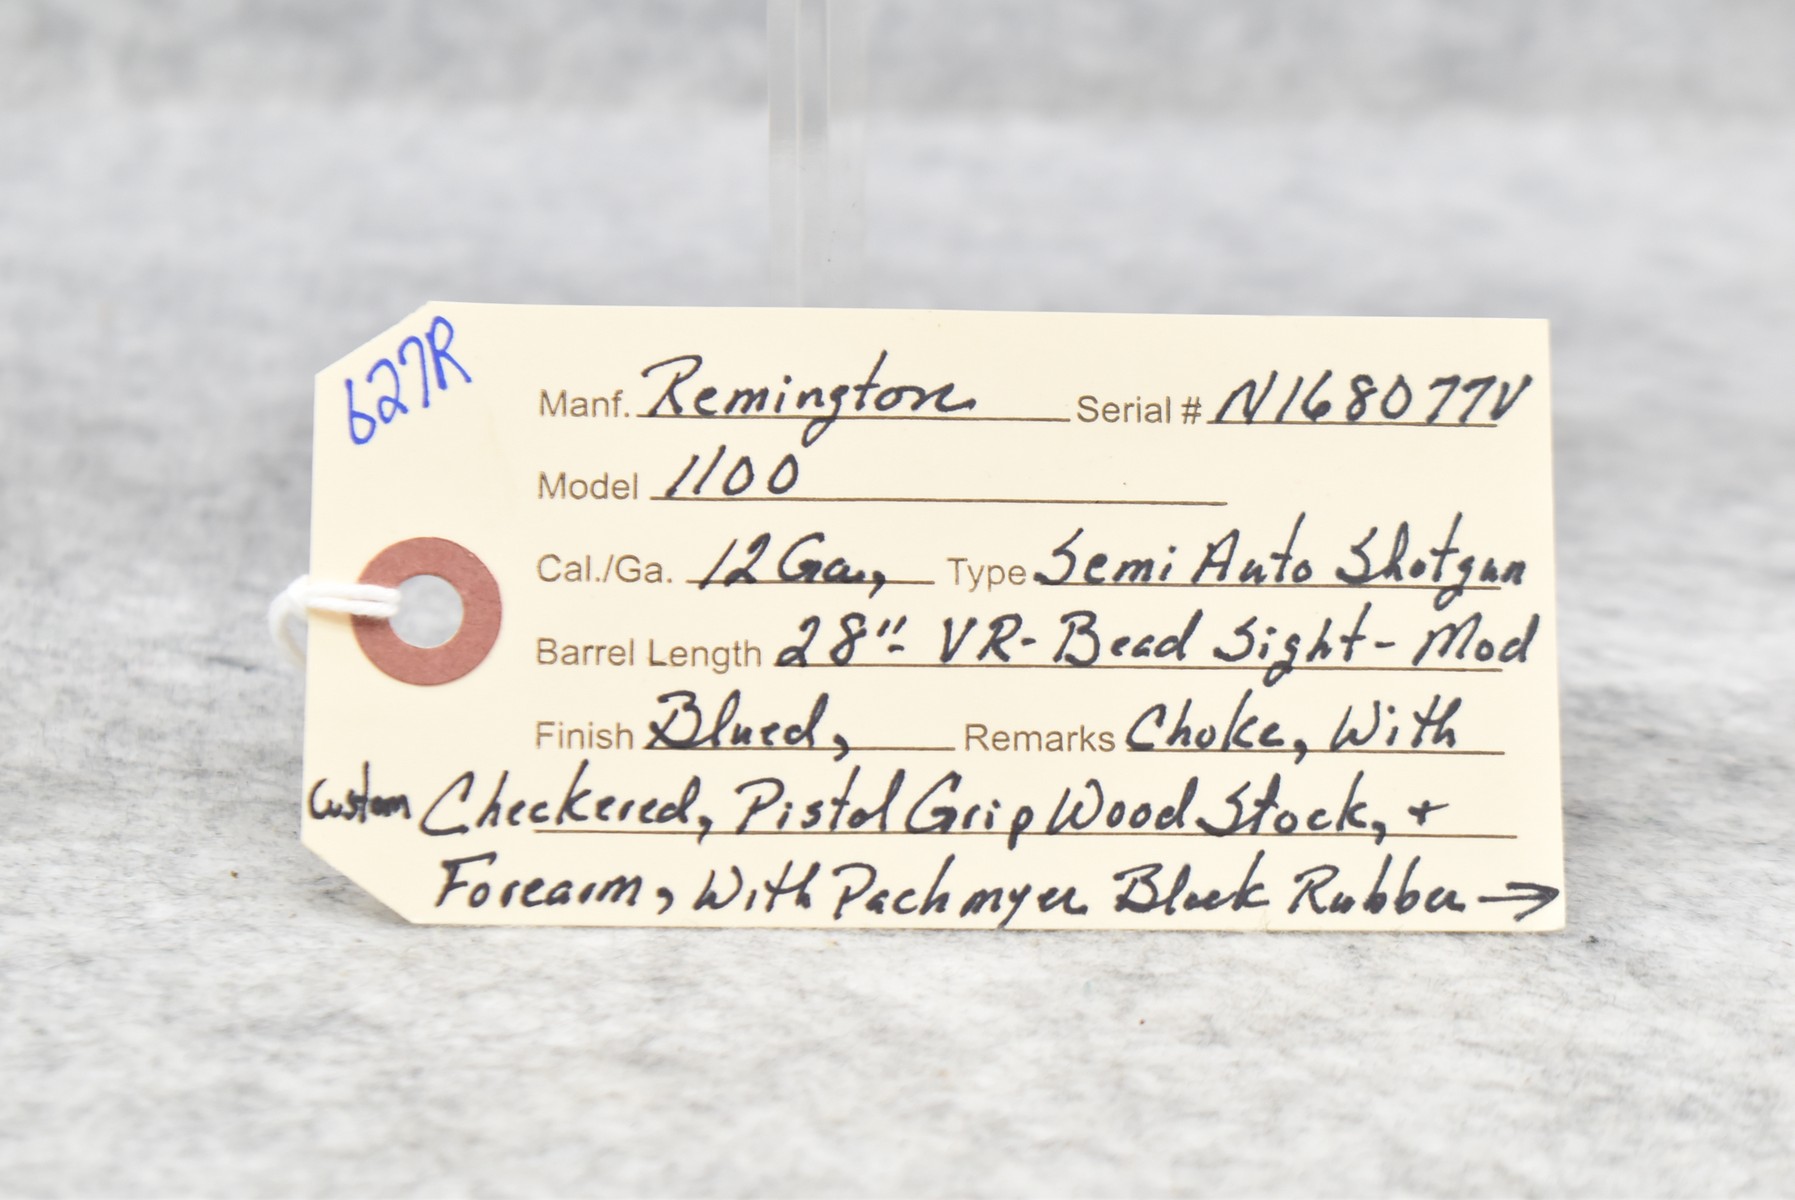 627R
Manf. Remington Serial # N168077V
Model 1100
Cal./Ga. 12 Ga., Type Semi Auto Shotgun
Barrel Length 28"- VR-Bead Sight-Mod
Finish Blued, Remarks Choke, With
Custom Checkered, Pistol Grip Wood Stock, +
Forearm, With Pachmyer Black Rubber →